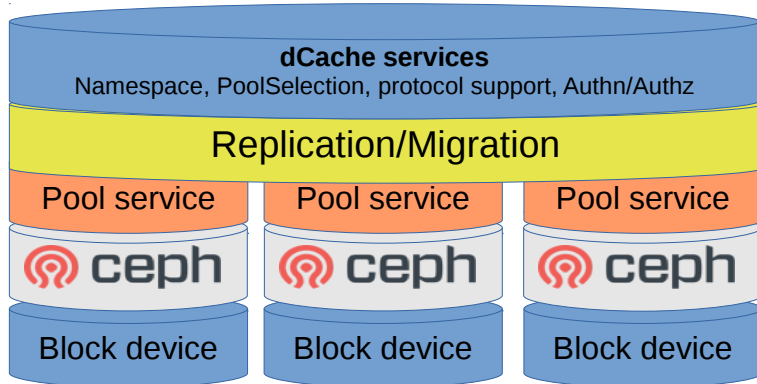 dCache services
Namespace, PoolSelection, protocol support, Authn/Authz
Replication/Migration
Pool service Pool service Pool service
ceph ceph ceph
Block device Block device Block device